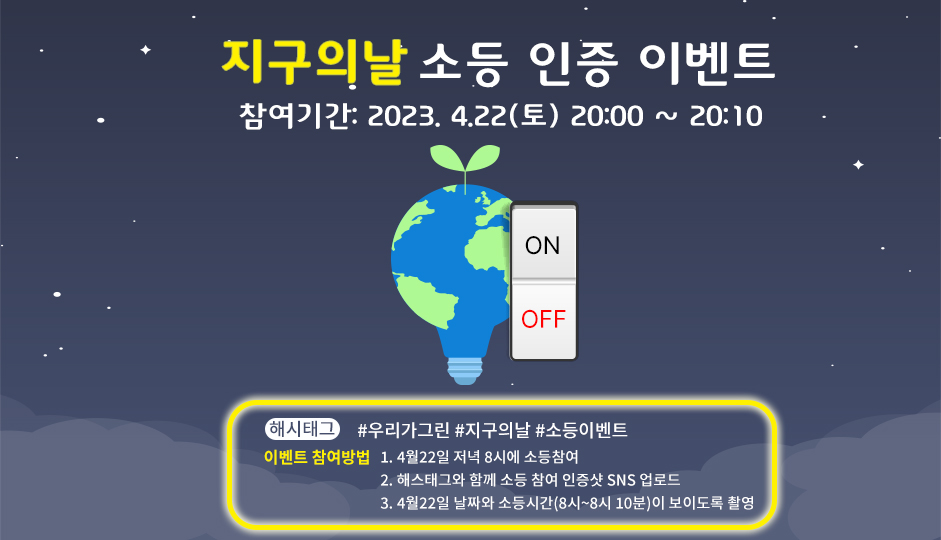 지구의날 소등 인증 이벤트
참여기간: 2023. 4.22(토) 20:00 ~ 20:10
ON
OFF
해시태그 #우리가그린 #지구의날 #소등이벤트
이벤트 참여방법 1. 4월22일 저녁 8시에 소등참여
2. 해스태그와 함께 소등 참여 인증샷 SNS 업로드
3. 4월22일 날짜와 소등시간(8시~8시 10분)이 보이도록 촬영